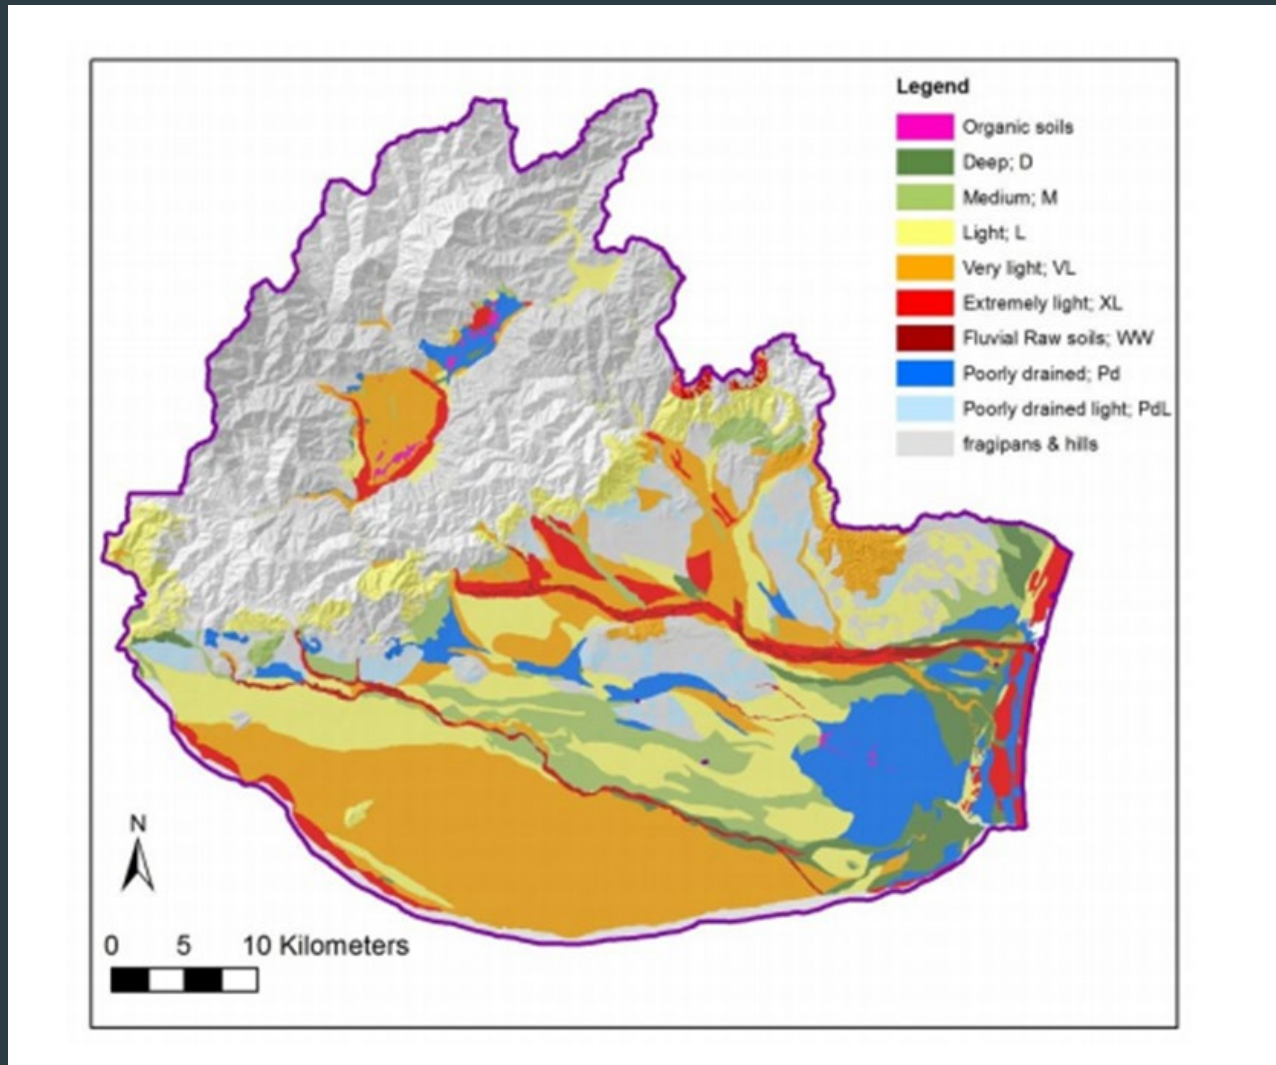 Legend
Organic soils
Deep; D
Medium; M
Light; L
Very light; VL
Extremely light; XL
Fluvial Raw soils; WW
Poorly drained; Pd
Poorly drained light; PdL
fragipans & hills
N
0 5 10 Kilometers